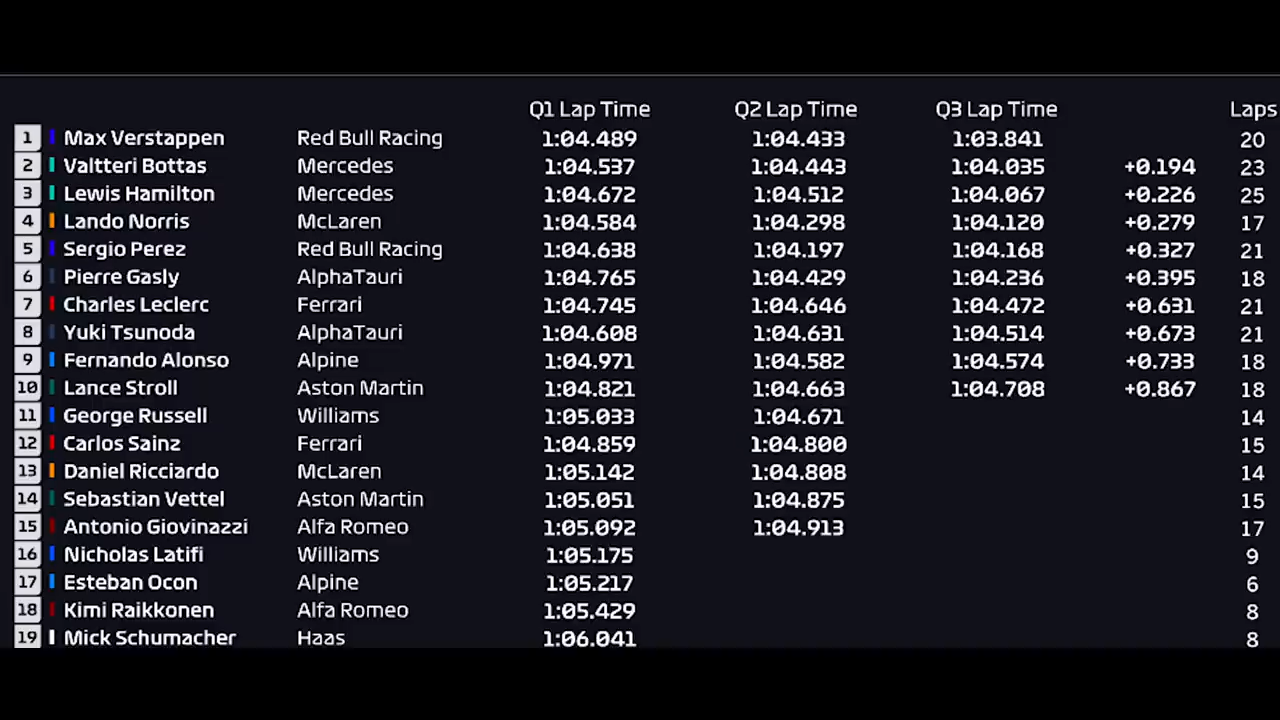 Q1 Lap Time Q2 Lap Time Q3 Lap Time Laps
1 Max Verstappen Red Bull Racing 1:04.489 1:04.433 1:03.841 20
2 Valtteri Bottas Mercedes 1:04.537 1:04.443 1:04.035 +0.194 23
3 Lewis Hamilton Mercedes 1:04.672 1:04.512 1:04.067 +0.226 25
4 Lando Norris McLaren 1:04.584 1:04.298 1:04.120 +0.279 17
5 Sergio Perez Red Bull Racing 1:04.638 1:04.197 1:04.168 +0.327 21
6 Pierre Gasly AlphaTauri 1:04.765 1:04.429 1:04.236 +0.395 18
7 Charles Leclerc Ferrari 1:04.745 1:04.646 1:04.472 +0.631 21
8 Yuki Tsunoda AlphaTauri 1:04.608 1:04.631 1:04.514 +0.673 21
9 Fernando Alonso Alpine 1:04.971 1:04.582 1:04.574 +0.733 18
10 Lance Stroll Aston Martin 1:04.821 1:04.663 1:04.708 +0.867 18
11 George Russell Williams 1:05.033 1:04.671 14
12 Carlos Sainz Ferrari 1:04.859 1:04.800 15
13 Daniel Ricciardo McLaren 1:05.142 1:04.808 14
14 Sebastian Vettel Aston Martin 1:05.051 1:04.875 15
15 Antonio Giovinazzi Alfa Romeo 1:05.092 1:04.913 17
16 Nicholas Latifi Williams 1:05.175 9
17 Esteban Ocon Alpine 1:05.217 6
18 Kimi Raikkonen Alfa Romeo 1:05.429 8
19 Mick Schumacher Haas 1:06.041 8